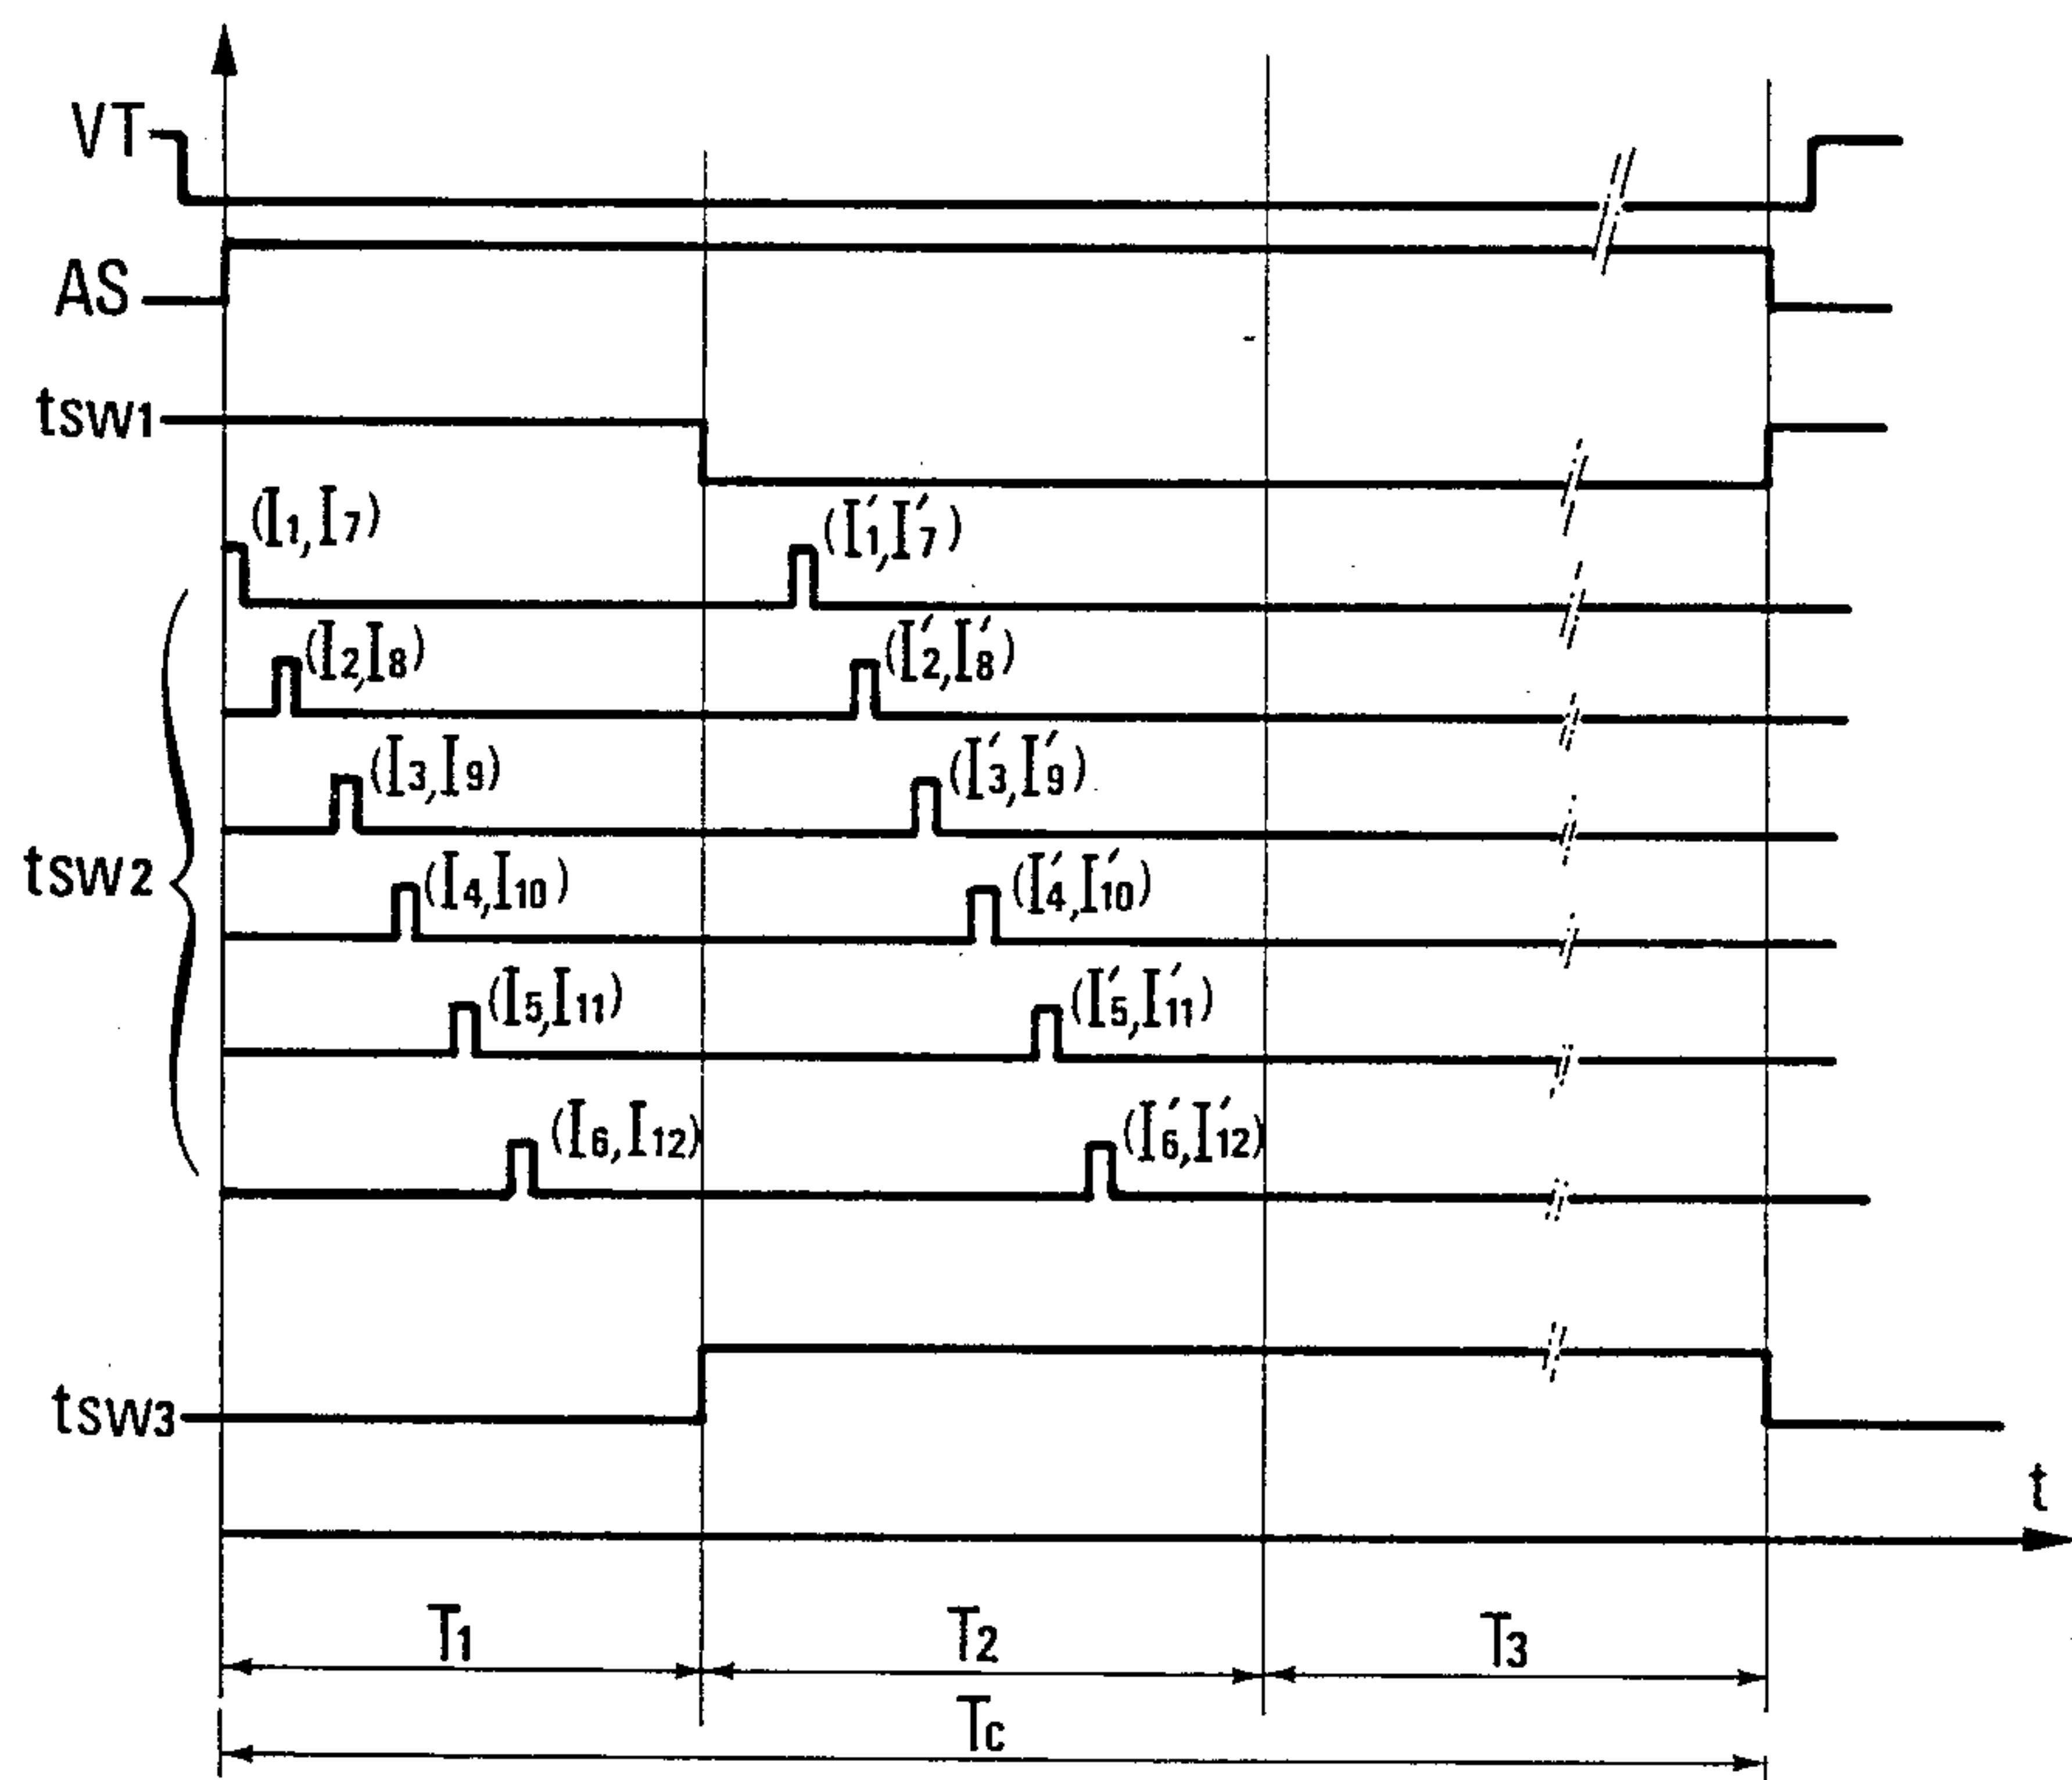 VT
AS
tsw1
(I1, I7) (I'1, I'7)
(I2, I8) (I'2, I'8)
(I3, I9) (I'3, I'9)
tsw2
(I4, I10) (I'4, I'10)
(I5, I11) (I'5, I'11)
(I6, I12) (I'6, I'12)
tsw3
t
T1 T2 T3
Tc